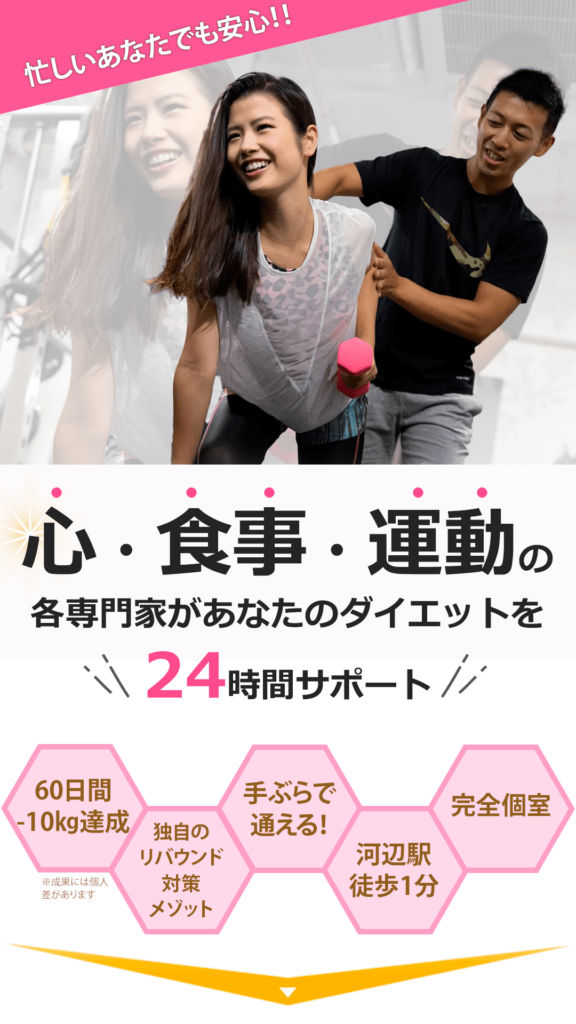 忙しいあなたでも安心!!
心・食事・運動の
各専門家があなたのダイエットを
24時間サポート
60日間
-10kg達成
※成果には個人
差があります
独自の
リバウンド
対策
メゾット
手ぶらで
通える!
河辺駅
徒歩1分
完全個室